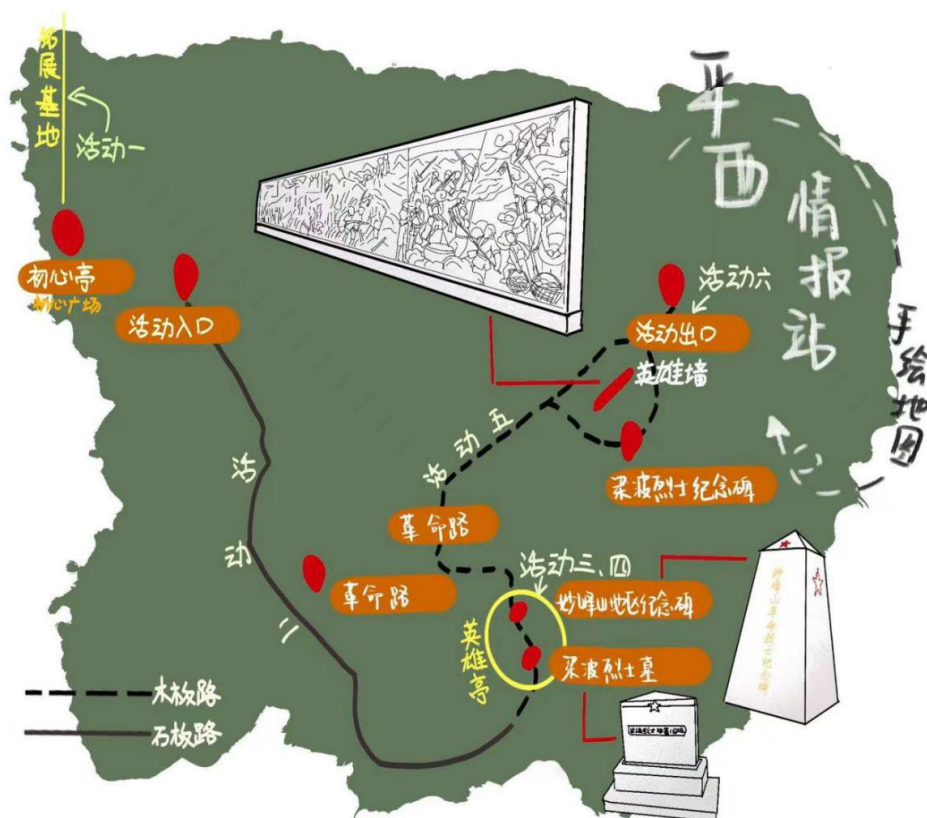 平西
情报站
手绘地图
拓展基地
活动一
初心亭
初心广场
活动入口
活动六
活动出口
英雄墙
活动五
梁波烈士纪念碑
革命路
活动二
革命路
活动三、四
英雄亭
梁波烈士墓
妙峰山革命烈士纪念碑
木板路
石板路